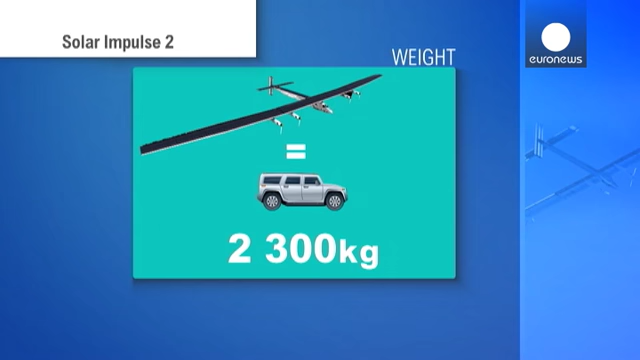 Solar Impulse 2
euronews
WEIGHT
=
2 300kg